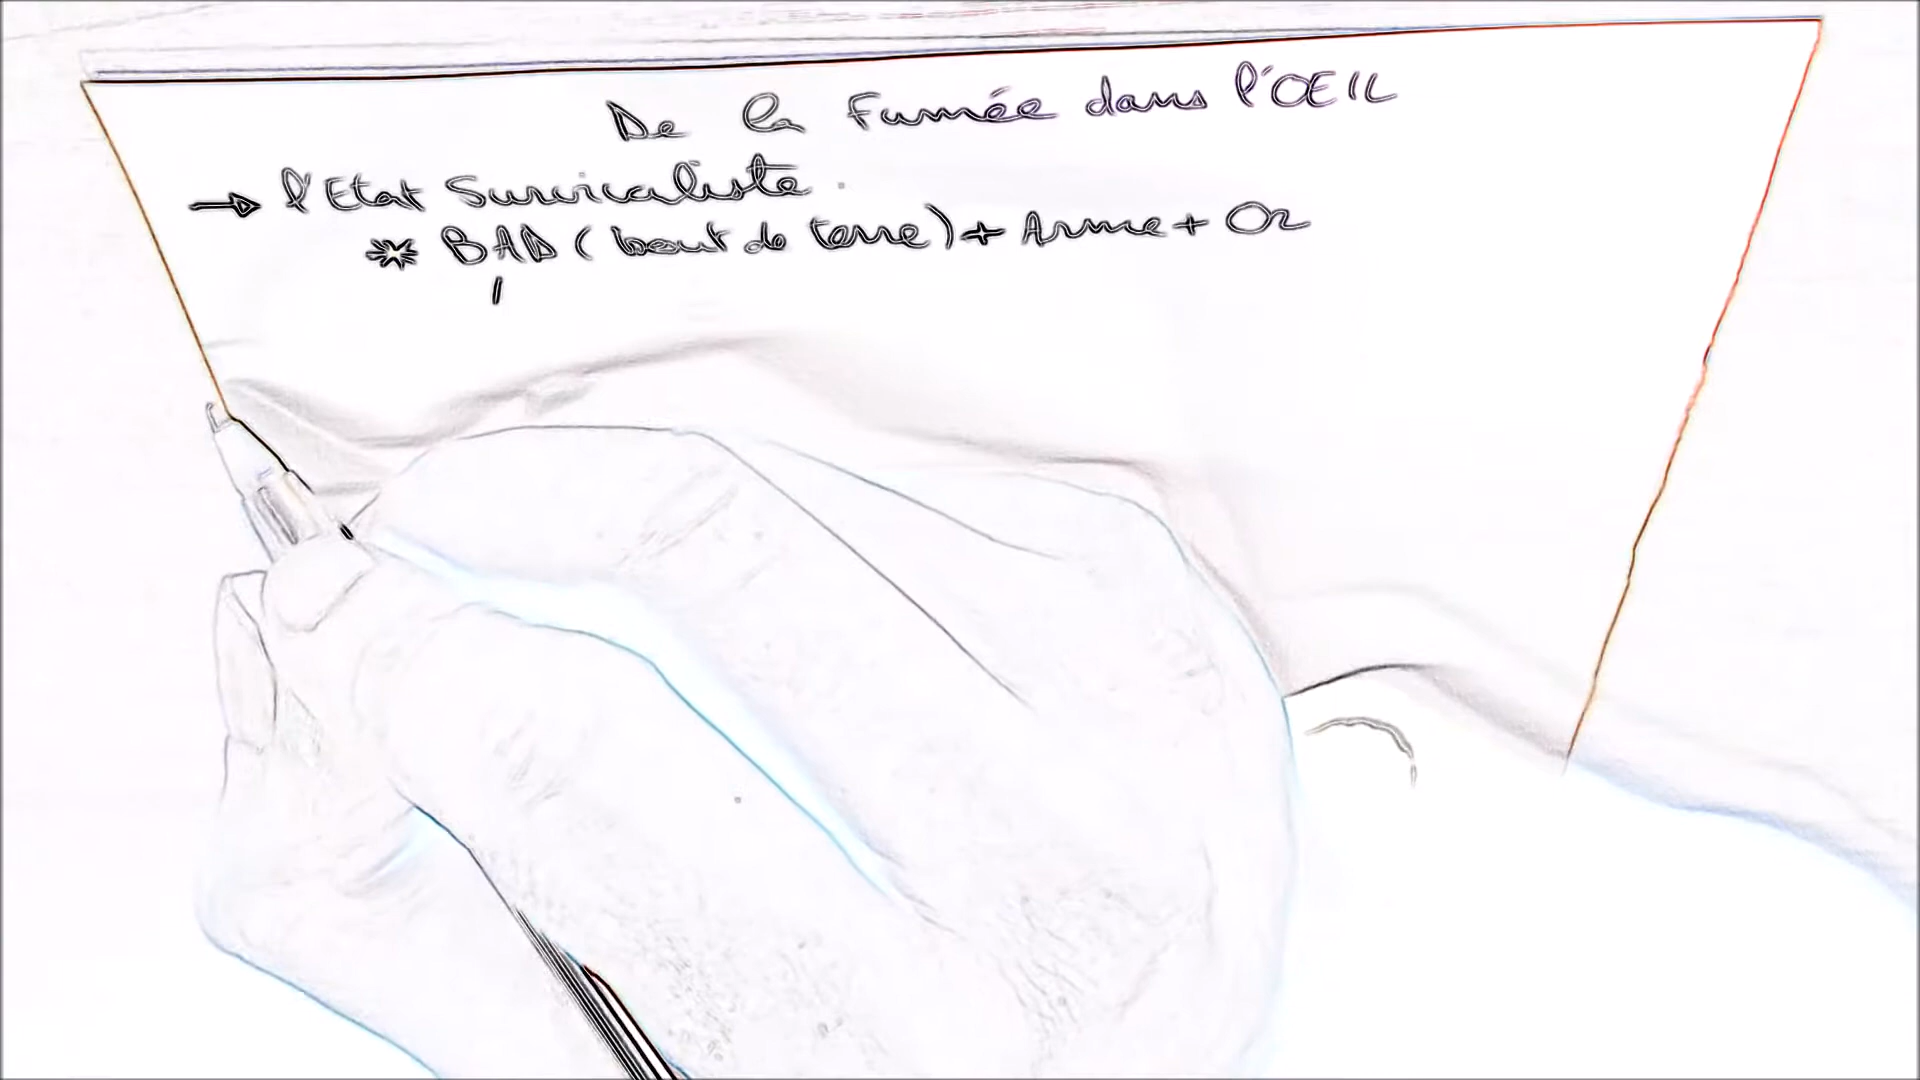 De la Fumée dans l'OEIL
→ l'Etat Survivaliste.
* BAD (bout de terre) + Arme + Or